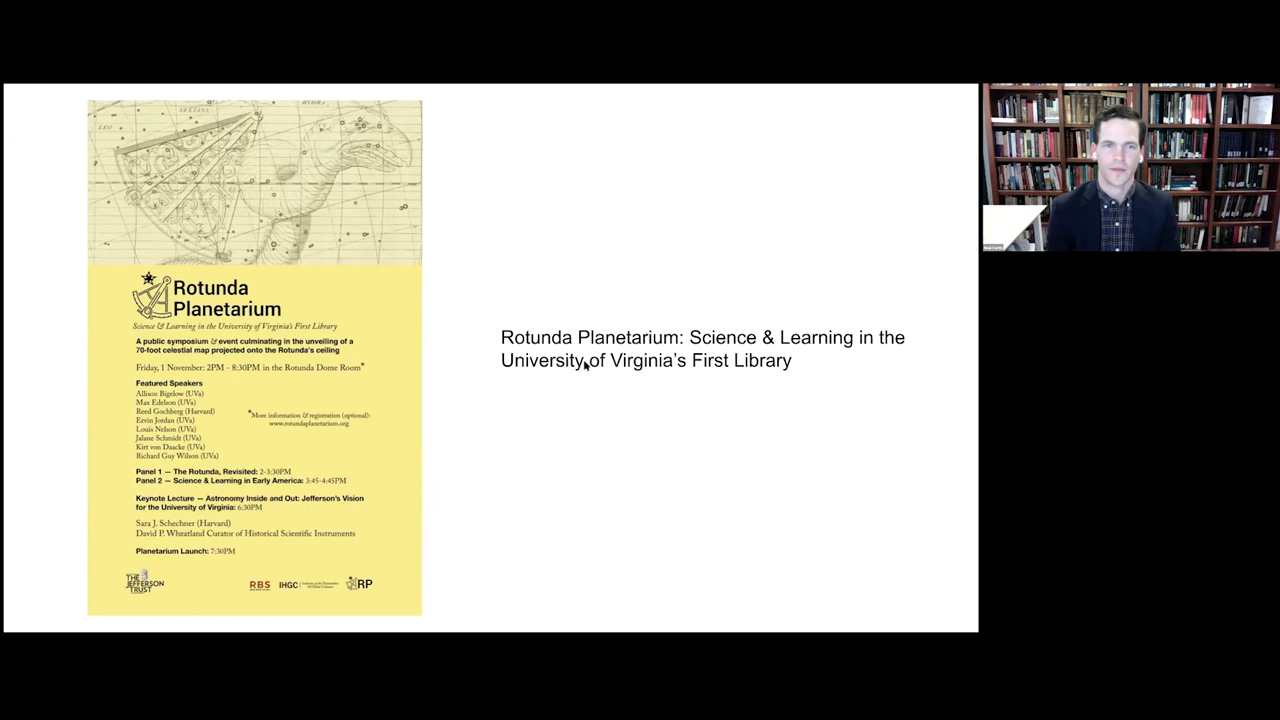 SEXTANS
HYDRA
LEO
Rotunda
Planetarium
Science & Learning in the University of Virginia's First Library
A public symposium & event culminating in the unveiling of a
70-foot celestial map projected onto the Rotunda's ceiling
Friday, 1 November: 2PM - 8:30PM in the Rotunda Dome Room*
Featured Speakers
Allison Bigelow (UVa)
Max Edelson (UVa)
Reed Gochberg (Harvard)
Ervin Jordan (UVa)
Louis Nelson (UVa)
Jalane Schmidt (UVa)
Kirt von Daacke (UVa)
Richard Guy Wilson (UVa)
*More information & registration (optional):
www.rotundaplanetarium.org
Panel 1 — The Rotunda, Revisited: 2-3:30PM
Panel 2 — Science & Learning in Early America: 3:45-4:45PM
Keynote Lecture — Astronomy Inside and Out: Jefferson's Vision
for the University of Virginia: 6:30PM
Sara J. Schechner (Harvard)
David P. Wheatland Curator of Historical Scientific Instruments
Planetarium Launch: 7:30PM
THE
JEFFERSON
TRUST
RBS
IHGC
RP
Rotunda Planetarium: Science & Learning in the
University of Virginia's First Library